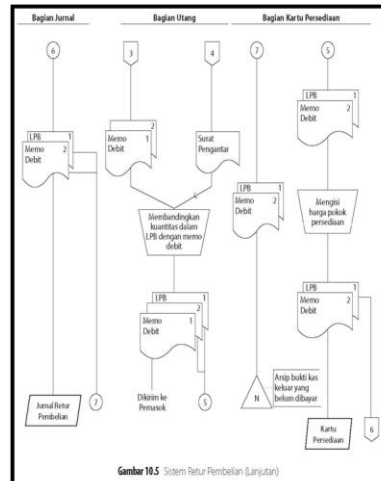 Bagian Jurnal
Bagian Utang
Bagian Kartu Persediaan
6
LPB 1
Memo 2
Debit
Jurnal Retur
Pembelian
7
3
4
2
Memo 1
Debit
Surat
Pengantar
Membandingkan
kuantitas dalam
LPB dengan memo
debit
LPB 1
2
Memo 1
Debit
Dikirim ke
Pemasok
5
7
LPB 1
Memo 2
Debit
N
Arsip bukti kas
keluar yang
belum dibayar
5
LPB 1
Memo 2
Debit
Mengisi
harga pokok
persediaan
LPB 1
Memo 2
Debit
Kartu
Persediaan
6
Gambar 10.5 Sistem Retur Pembelian (Lanjutan)